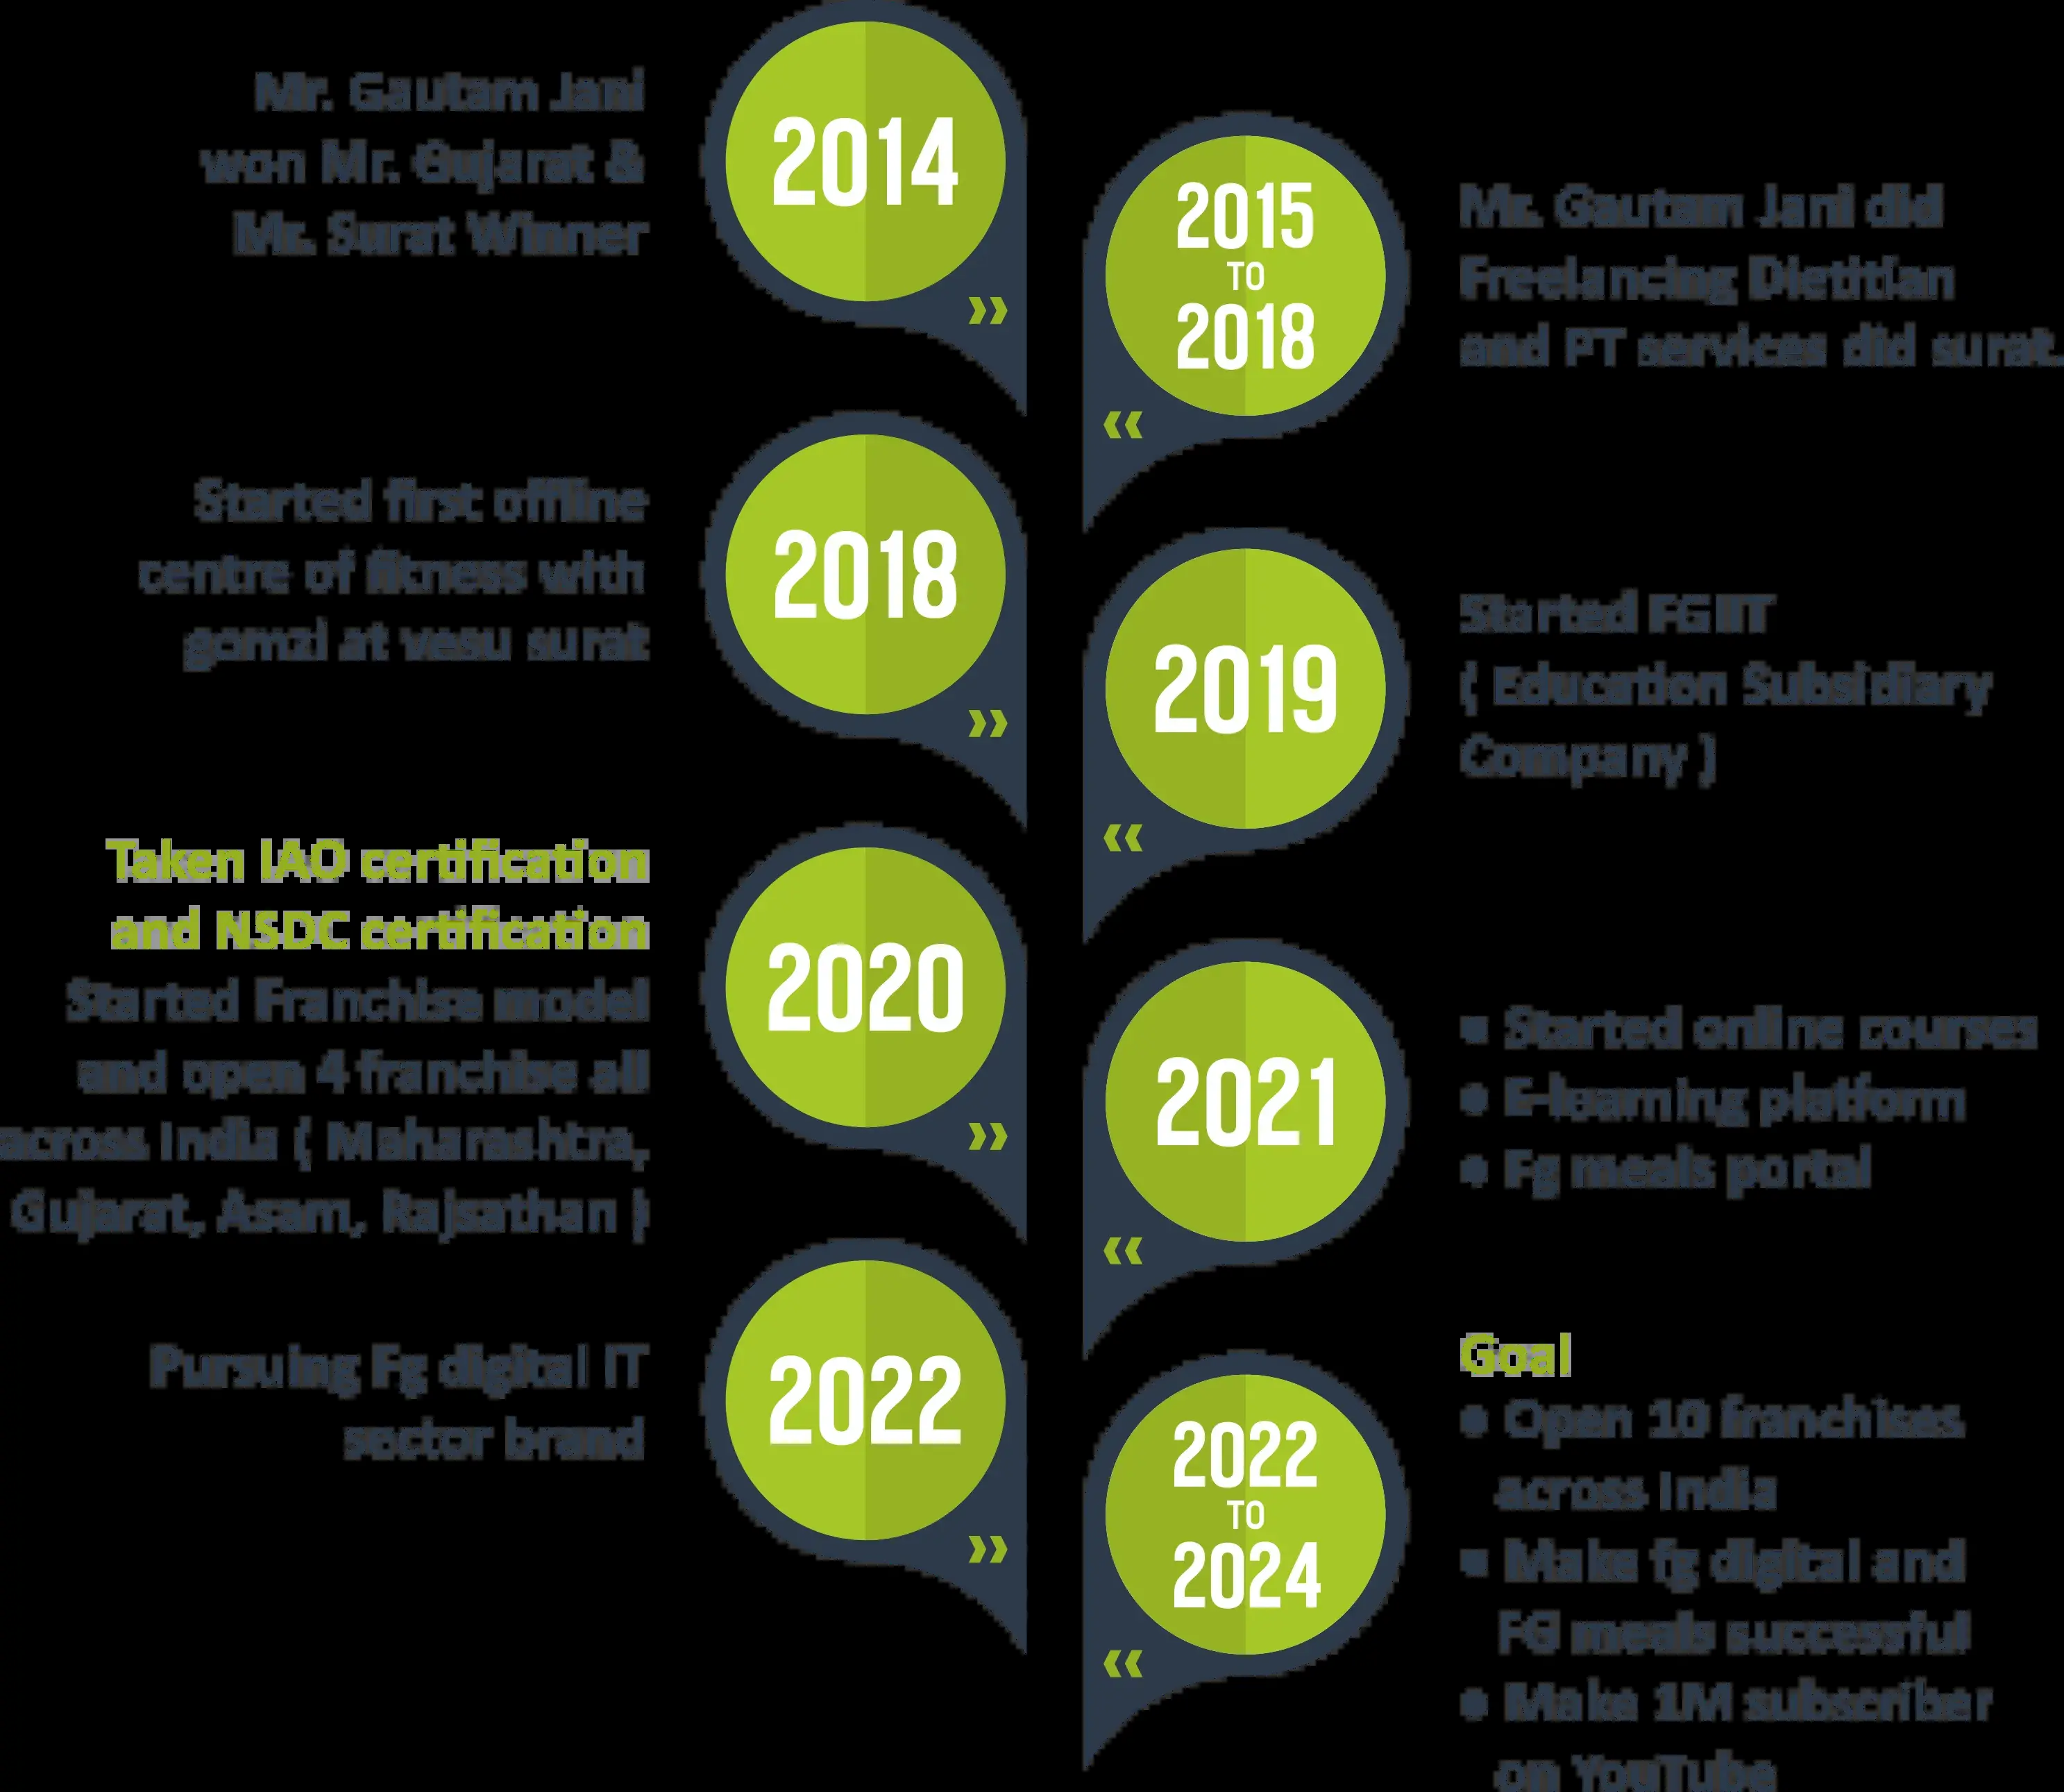 Mr. Gautam Jani
won Mr. Gujarat &
Mr. Surat Winner
2014
2015
TO
2018
Mr. Gautam Jani did
Freelancing Dietitian
and PT services did surat.
Started first offline
centre of fitness with
gomzi at vesu surat
2018
2019
Started FGIIT
( Education Subsidiary
Company )
Taken IAO certification
and NSDC certification
Started Franchise model
and open 4 franchise all
across India ( Maharashtra,
Gujarat, Asam, Rajsathan )
2020
2021
• Started online courses
• E-learning platform
• Fg meals portal
Pursuing Fg digital IT
sector brand
2022
2022
TO
2024
Goal
• Open 10 franchises
across India
• Make fg digital and
FG meals successful
• Make 1M subscriber
on YouTube